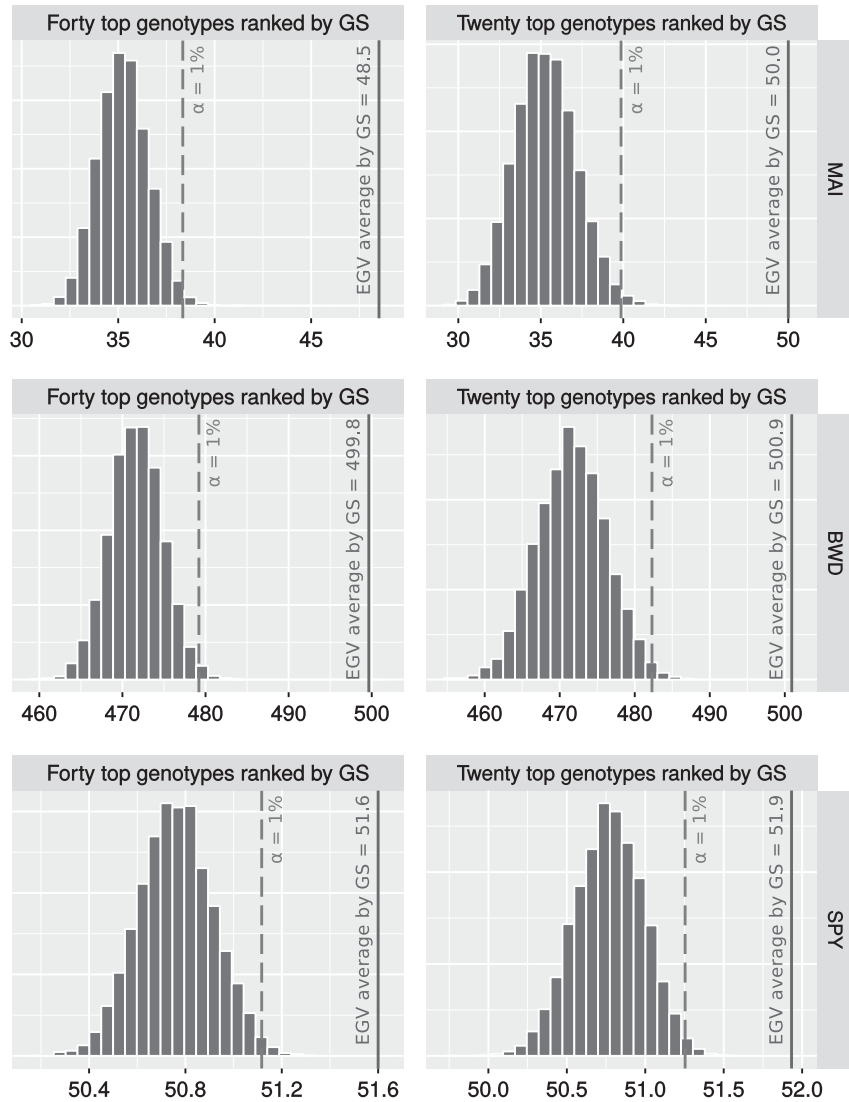 Forty top genotypes ranked by GS
Twenty top genotypes ranked by GS
α = 1%
EGV average by GS = 48.5
α = 1%
EGV average by GS = 50.0
MAI
30 35 40 45
30 35 40 45 50
Forty top genotypes ranked by GS
Twenty top genotypes ranked by GS
α = 1%
EGV average by GS = 499.8
α = 1%
EGV average by GS = 500.9
BWD
460 470 480 490 500
460 470 480 490 500
Forty top genotypes ranked by GS
Twenty top genotypes ranked by GS
α = 1%
EGV average by GS = 51.6
α = 1%
EGV average by GS = 51.9
SPY
50.4 50.8 51.2 51.6
50.0 50.5 51.0 51.5 52.0